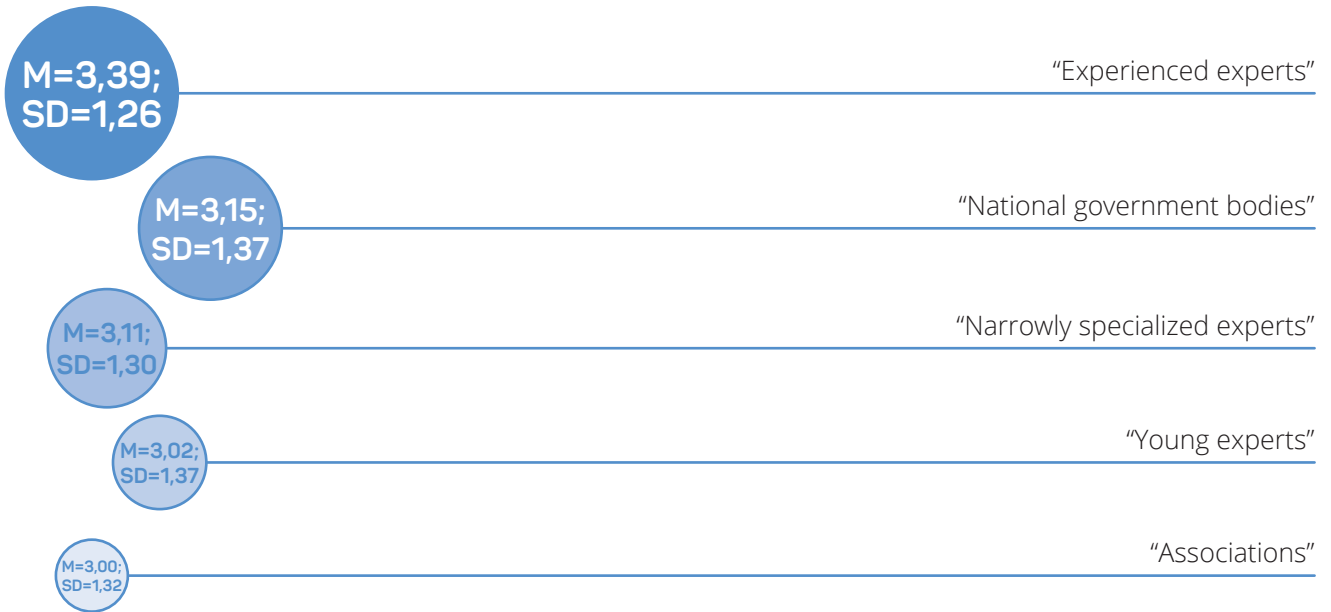 M=3,39;
SD=1,26
“Experienced experts”
M=3,15;
SD=1,37
“National government bodies”
M=3,11;
SD=1,30
“Narrowly specialized experts”
M=3,02;
SD=1,37
“Young experts”
M=3,00;
SD=1,32
“Associations”